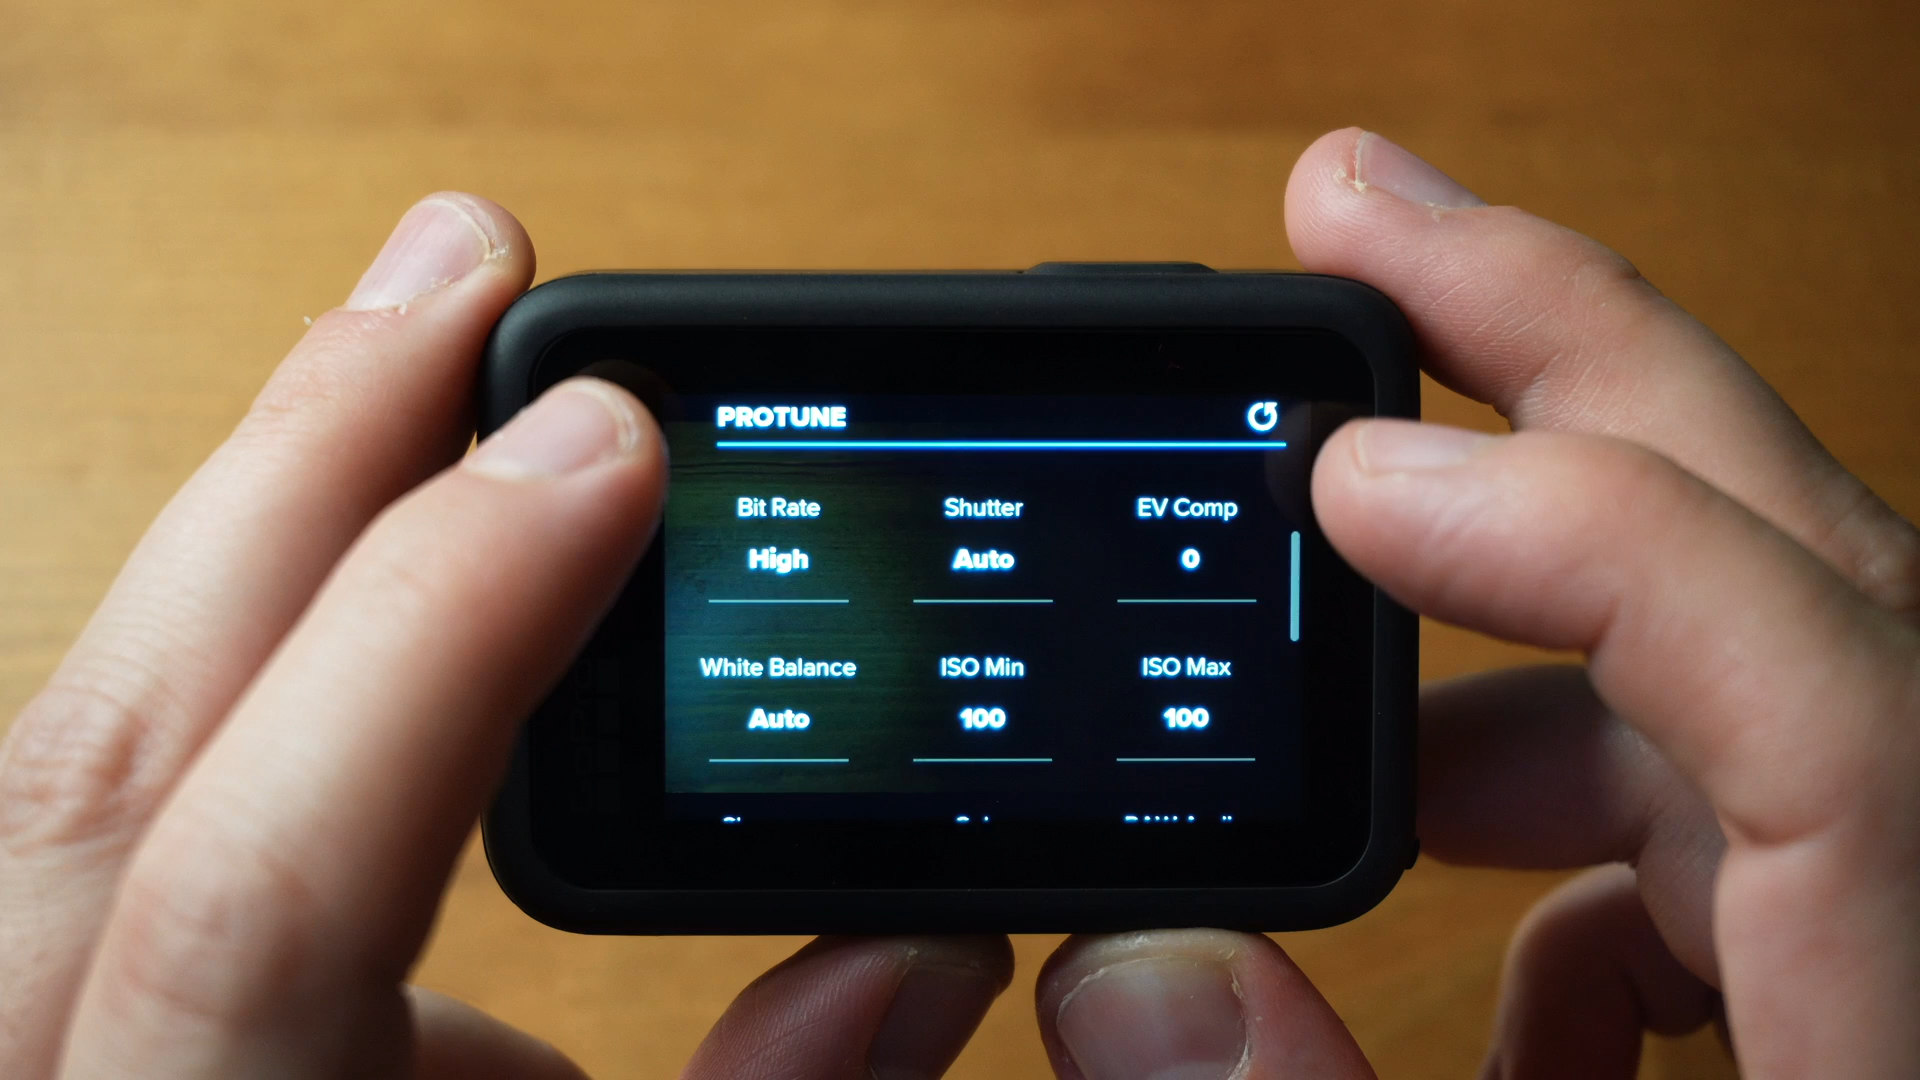 PROTUNE
Bit Rate Shutter EV Comp
High Auto 0
White Balance ISO Min ISO Max
Auto 100 100